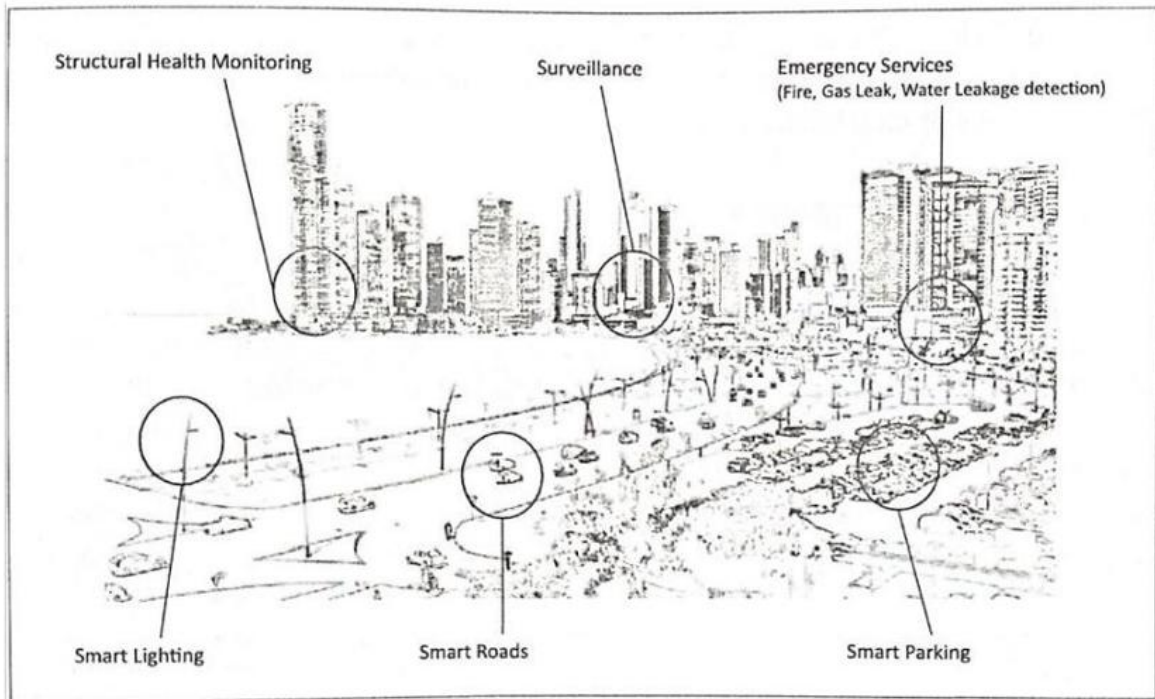 Structural Health Monitoring
Surveillance
Emergency Services
(Fire, Gas Leak, Water Leakage detection)
Smart Lighting
Smart Roads
Smart Parking